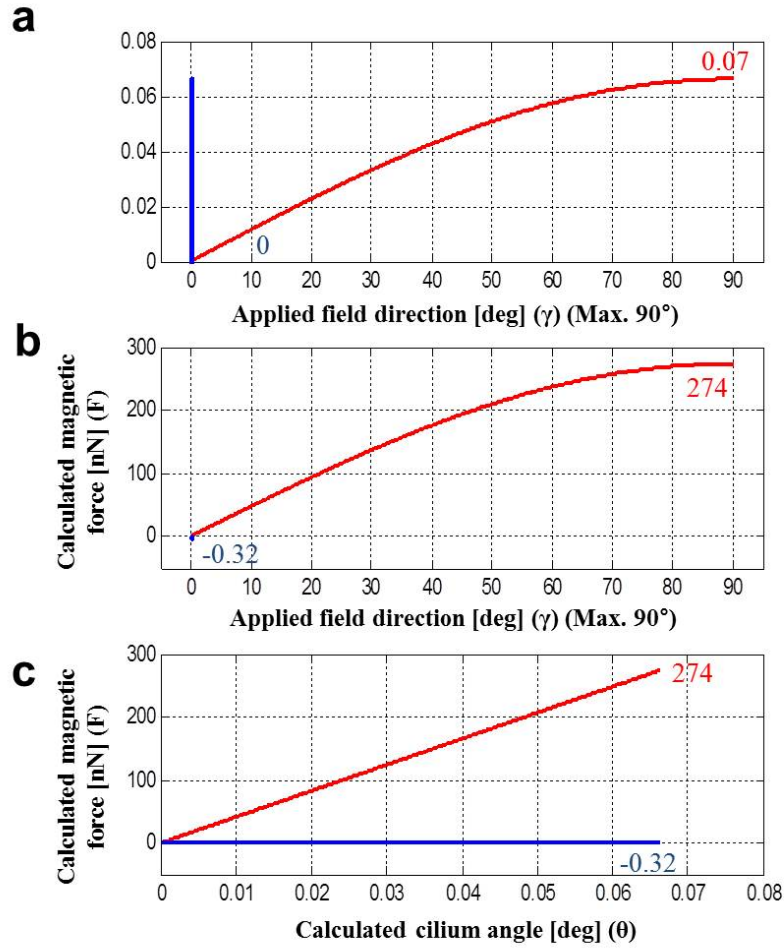 a
0.08
0.06
0.04
0.02
0
0.07
0
0 10 20 30 40 50 60 70 80 90
Applied field direction [deg] (γ) (Max. 90°)
b
Calculated magnetic
force [nN] (F)
300
200
100
0
274
-0.32
0 10 20 30 40 50 60 70 80 90
Applied field direction [deg] (γ) (Max. 90°)
c
Calculated magnetic
force [nN] (F)
300
200
100
0
274
-0.32
0 0.01 0.02 0.03 0.04 0.05 0.06 0.07 0.08
Calculated cilium angle [deg] (θ)